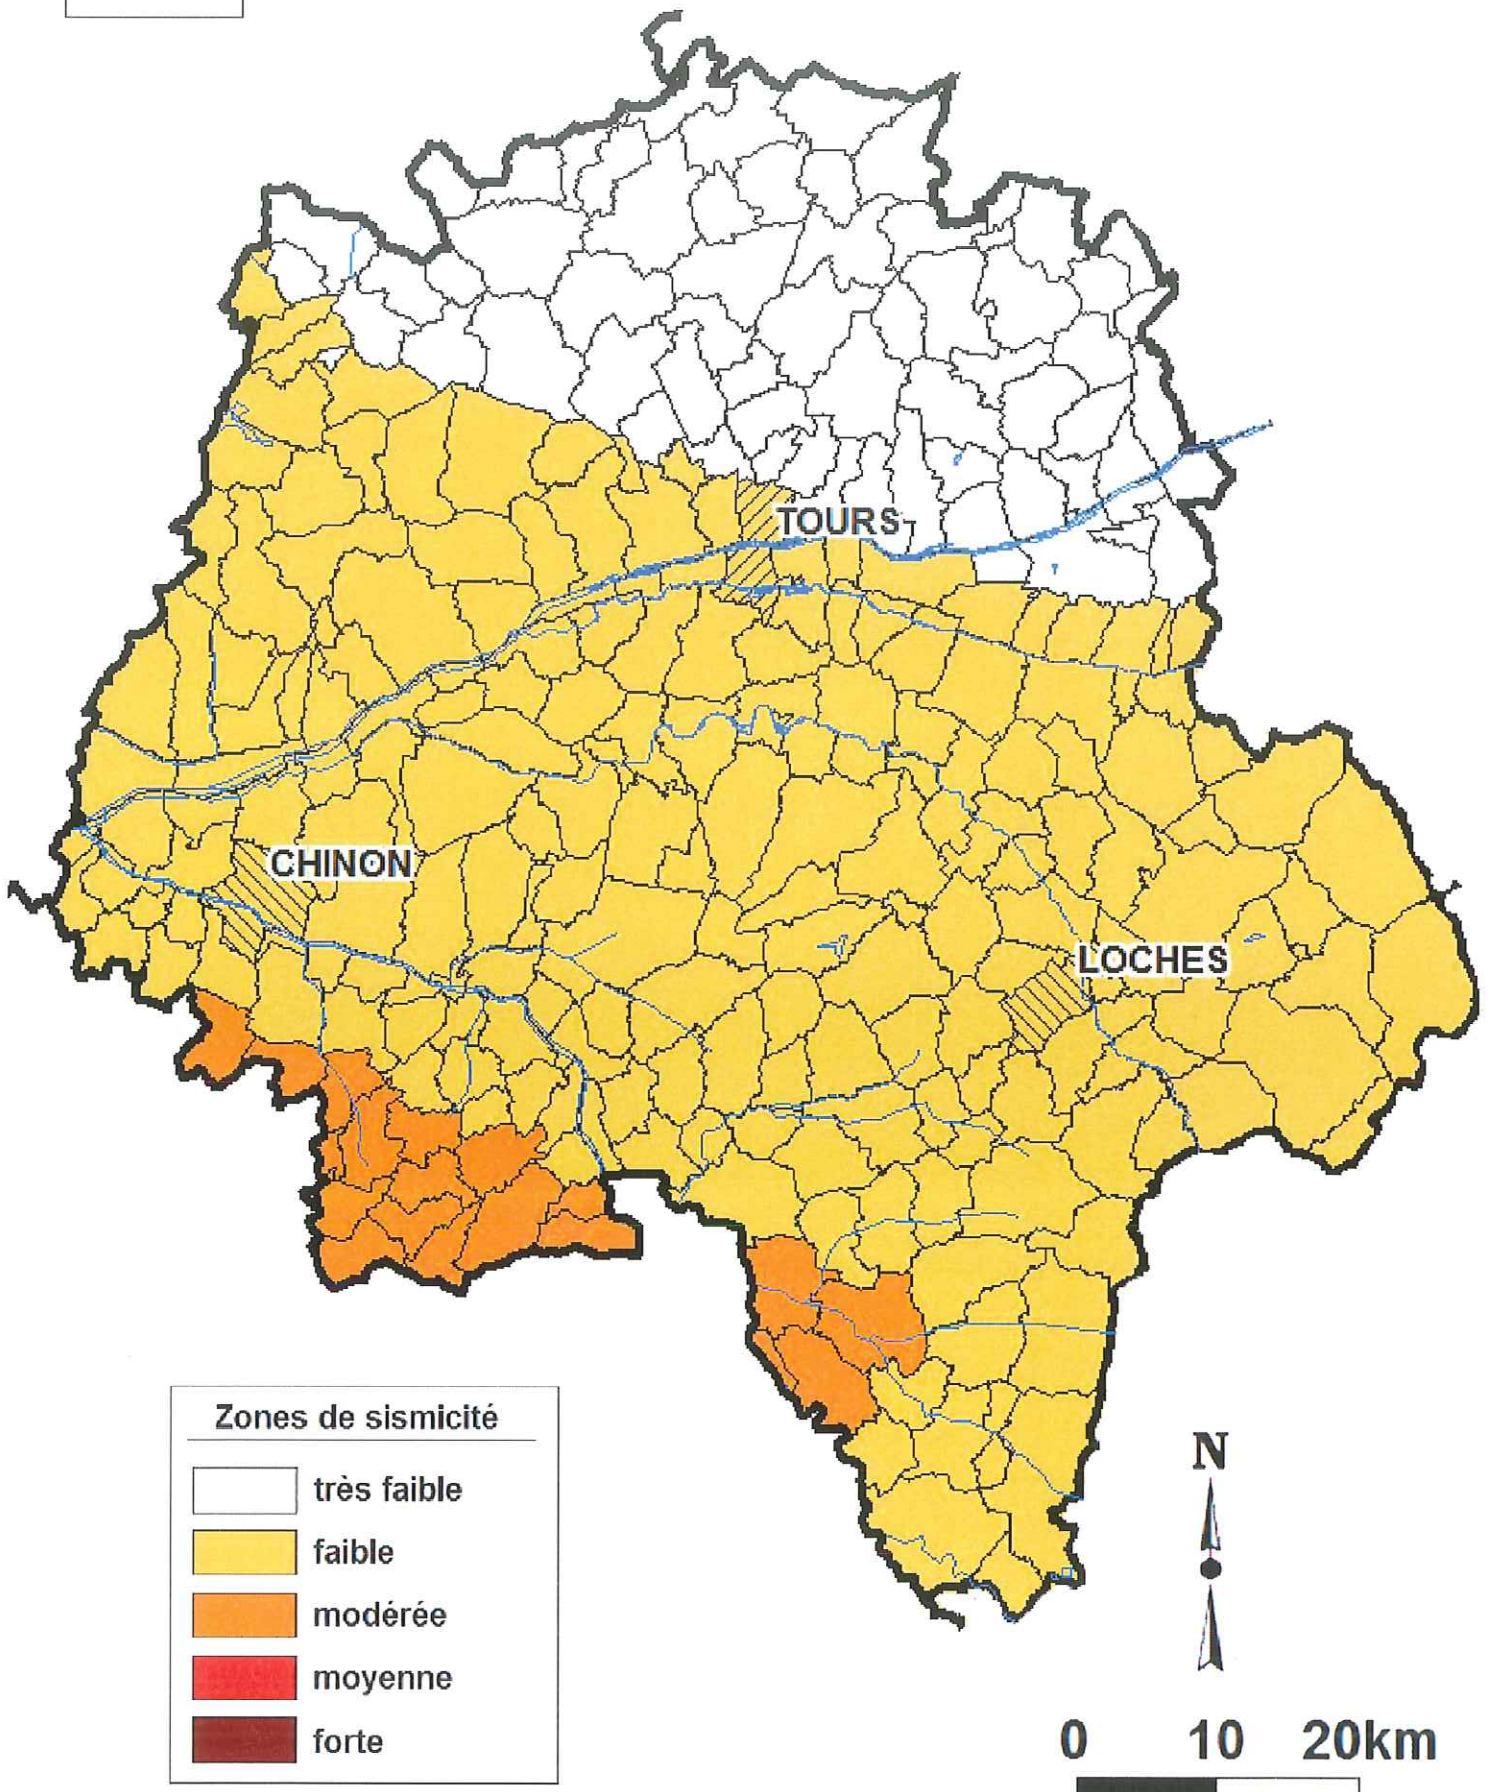 TOURS
CHINON
LOCHES
Zones de sismicité
très faible
faible
modérée
moyenne
forte
N
0 10 20km